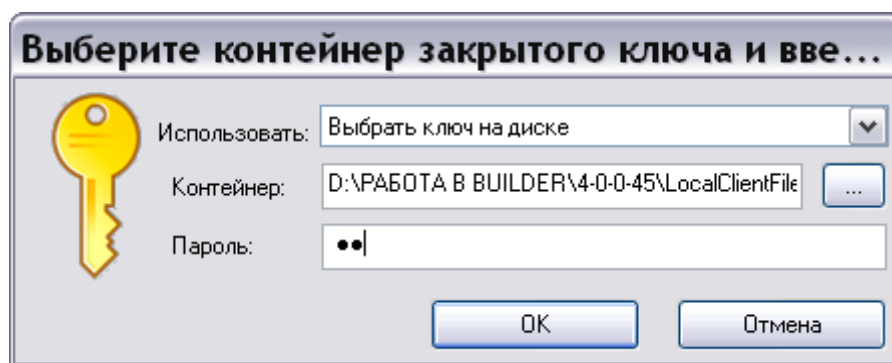 Выберите контейнер закрытого ключа и вве...
Использовать: Выбрать ключ на диске
Контейнер: D:\РАБОТА В BUILDER\4-0-0-45\LocalClientFile ...
Пароль: ••
OK Отмена